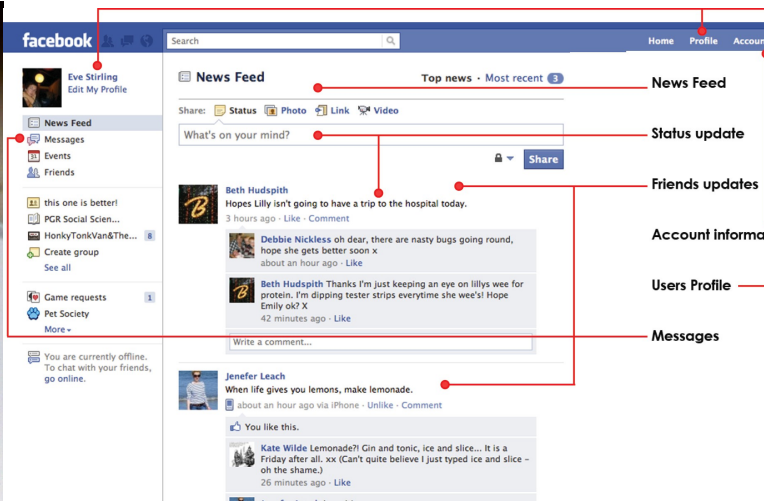 facebook
Search
Home Profile Accoun
Eve Stirling
Edit My Profile
News Feed
Messages
31 Events
Friends
this one is better!
PGR Social Scien...
HonkyTonkVan&The... 8
Create group
See all
Game requests 1
Pet Society
More
You are currently offline.
To chat with your friends,
go online.
News Feed
Top news · Most recent 3
Share: Status Photo Link Video
What's on your mind?
Share
Beth Hudspith
Hopes Lilly isn't going to have a trip to the hospital today.
3 hours ago · Like · Comment
Debbie Nickless oh dear, there are nasty bugs going round,
hope she gets better soon x
about an hour ago · Like
Beth Hudspith Thanks I'm just keeping an eye on lillys wee for
protein. I'm dipping tester strips everytime she wee's! Hope
Emily ok? X
42 minutes ago · Like
Write a comment...
Jenefer Leach
When life gives you lemons, make lemonade.
about an hour ago via iPhone · Unlike · Comment
You like this.
Kate Wilde Lemonade?! Gin and tonic, ice and slice... It is a
Friday after all. xx (Can't quite believe I just typed ice and slice -
oh the shame.)
26 minutes ago · Like
News Feed
Status update
Friends updates
Account informa
Users Profile
Messages